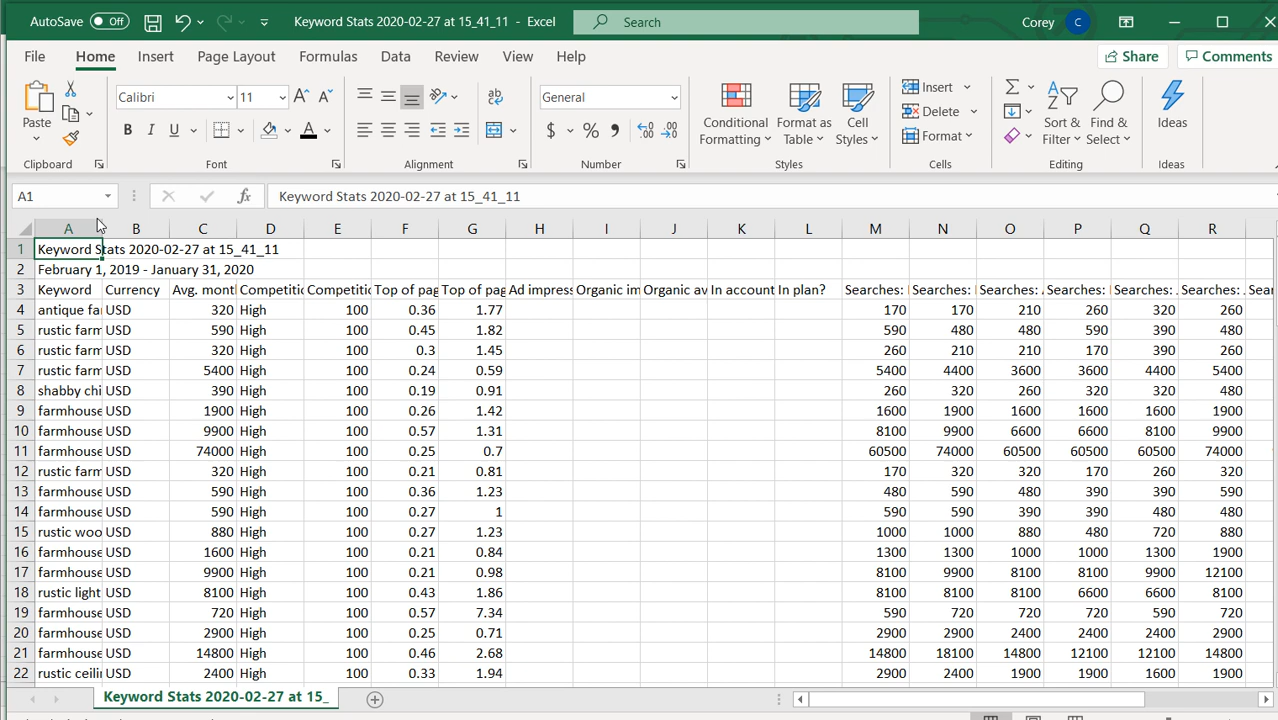 AutoSave Off Keyword Stats 2020-02-27 at 15_41_11 - Excel Search Corey C
File Home Insert Page Layout Formulas Data Review View Help Share Comments
Calibri 11 General Insert
Paste Conditional Format as Cell Delete Sort & Find & Ideas
B I U A $ % , Formatting Table Styles Format Filter Select
Clipboard Font Alignment Number Styles Cells Editing Ideas
A1 fx Keyword Stats 2020-02-27 at 15_41_11
A B C D E F G H I J K L M N O P Q R
1 Keyword Stats 2020-02-27 at 15_41_11
2 February 1, 2019 - January 31, 2020
3 Keyword Currency Avg. mont Competitic Competitic Top of pag Top of pag Ad impress Organic im Organic av In account In plan? Searches: Searches: Searches: Searches: Searches: Searches: Sear
4 antique fa USD 320 High 100 0.36 1.77 170 170 210 260 320 260
5 rustic farm USD 590 High 100 0.45 1.82 590 480 480 590 390 480
6 rustic farm USD 320 High 100 0.3 1.45 260 210 210 170 390 260
7 rustic farm USD 5400 High 100 0.24 0.59 5400 4400 3600 3600 4400 5400
8 shabby chi USD 390 High 100 0.19 0.91 260 320 260 320 320 480
9 farmhouse USD 1900 High 100 0.26 1.42 1600 1900 1600 1600 1600 1900
10 farmhouse USD 9900 High 100 0.57 1.31 8100 9900 6600 6600 8100 9900
11 farmhouse USD 74000 High 100 0.25 0.7 60500 74000 60500 60500 60500 74000
12 rustic farm USD 320 High 100 0.21 0.81 170 320 320 170 260 320
13 farmhouse USD 590 High 100 0.36 1.23 480 590 480 390 390 590
14 farmhouse USD 590 High 100 0.27 1 590 590 390 390 480 480
15 rustic woo USD 880 High 100 0.27 1.23 1000 1000 880 480 720 880
16 farmhouse USD 1600 High 100 0.21 0.84 1300 1300 1000 1000 1300 1900
17 farmhouse USD 9900 High 100 0.21 0.98 8100 9900 8100 8100 9900 12100
18 rustic light USD 8100 High 100 0.43 1.86 8100 8100 8100 6600 6600 8100
19 farmhouse USD 720 High 100 0.57 7.34 590 720 720 720 590 720
20 farmhouse USD 2900 High 100 0.25 0.71 2900 2900 2400 2400 2400 2900
21 farmhouse USD 14800 High 100 0.46 2.68 14800 18100 14800 12100 12100 14800
22 rustic ceili USD 2400 High 100 0.33 1.94 2900 2400 1900 1900 1600 1900
Keyword Stats 2020-02-27 at 15_